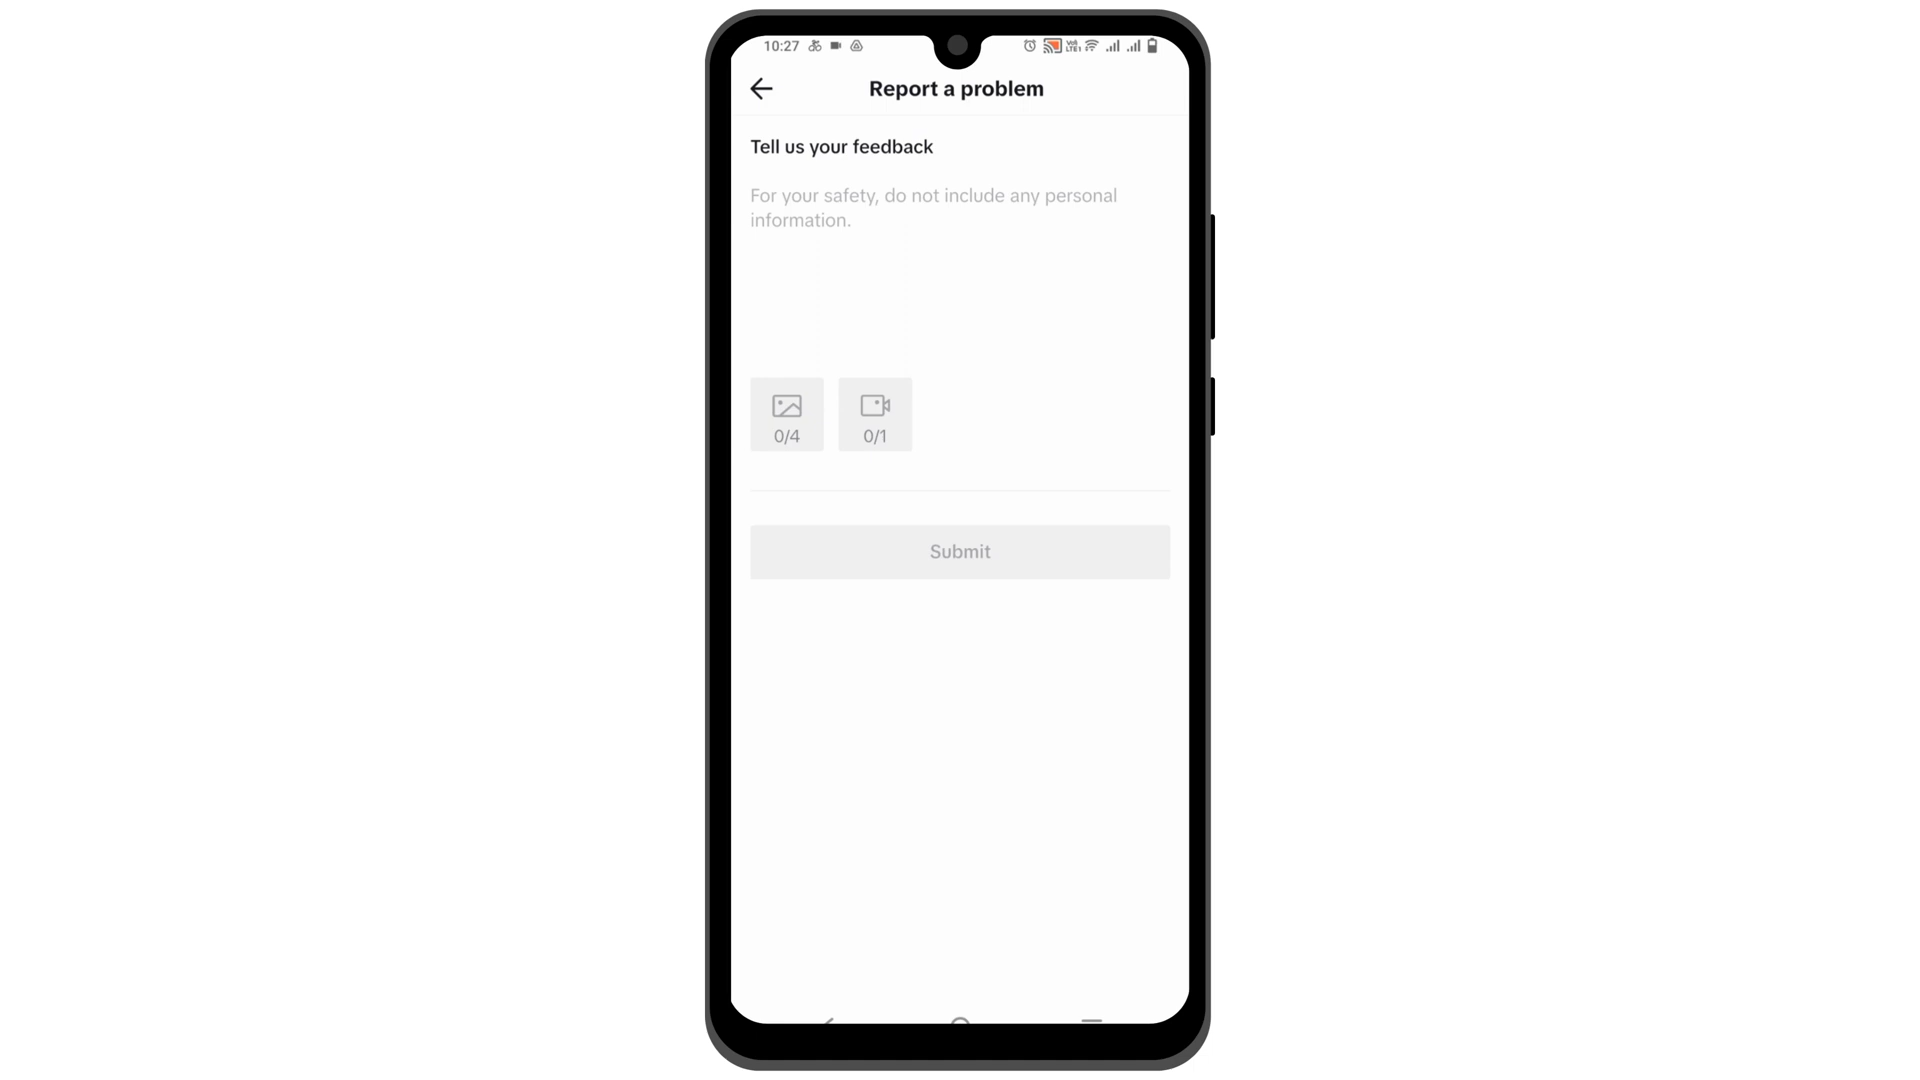 10:27
Report a problem
Tell us your feedback
For your safety, do not include any personal
information.
0/4 0/1
Submit